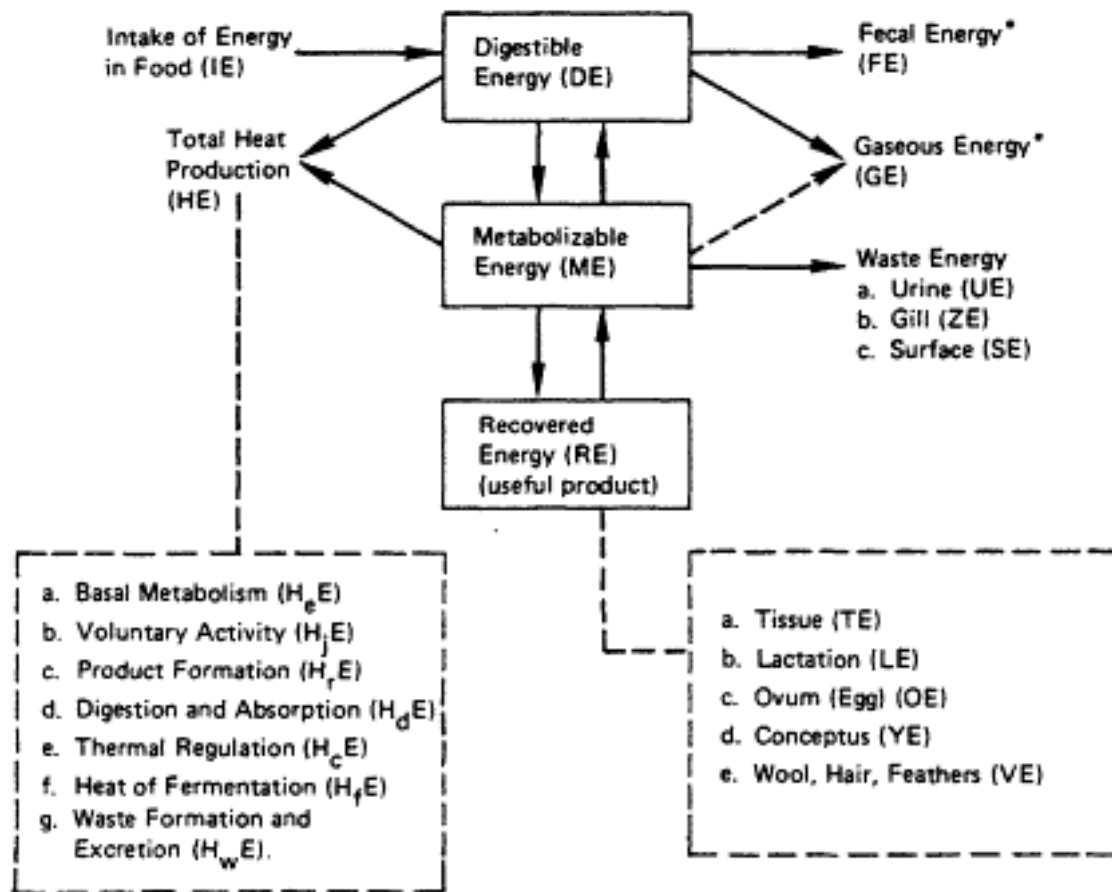 Intake of Energy
in Food (IE)
Digestible
Energy (DE)
Fecal Energy*
(FE)
Total Heat
Production
(HE)
Gaseous Energy*
(GE)
Metabolizable
Energy (ME)
Waste Energy
a. Urine (UE)
b. Gill (ZE)
c. Surface (SE)
Recovered
Energy (RE)
(useful product)
a. Basal Metabolism (HeE)
b. Voluntary Activity (HjE)
c. Product Formation (HrE)
d. Digestion and Absorption (HdE)
e. Thermal Regulation (HcE)
f. Heat of Fermentation (HfE)
g. Waste Formation and
Excretion (HwE).
a. Tissue (TE)
b. Lactation (LE)
c. Ovum (Egg) (OE)
d. Conceptus (YE)
e. Wool, Hair, Feathers (VE)